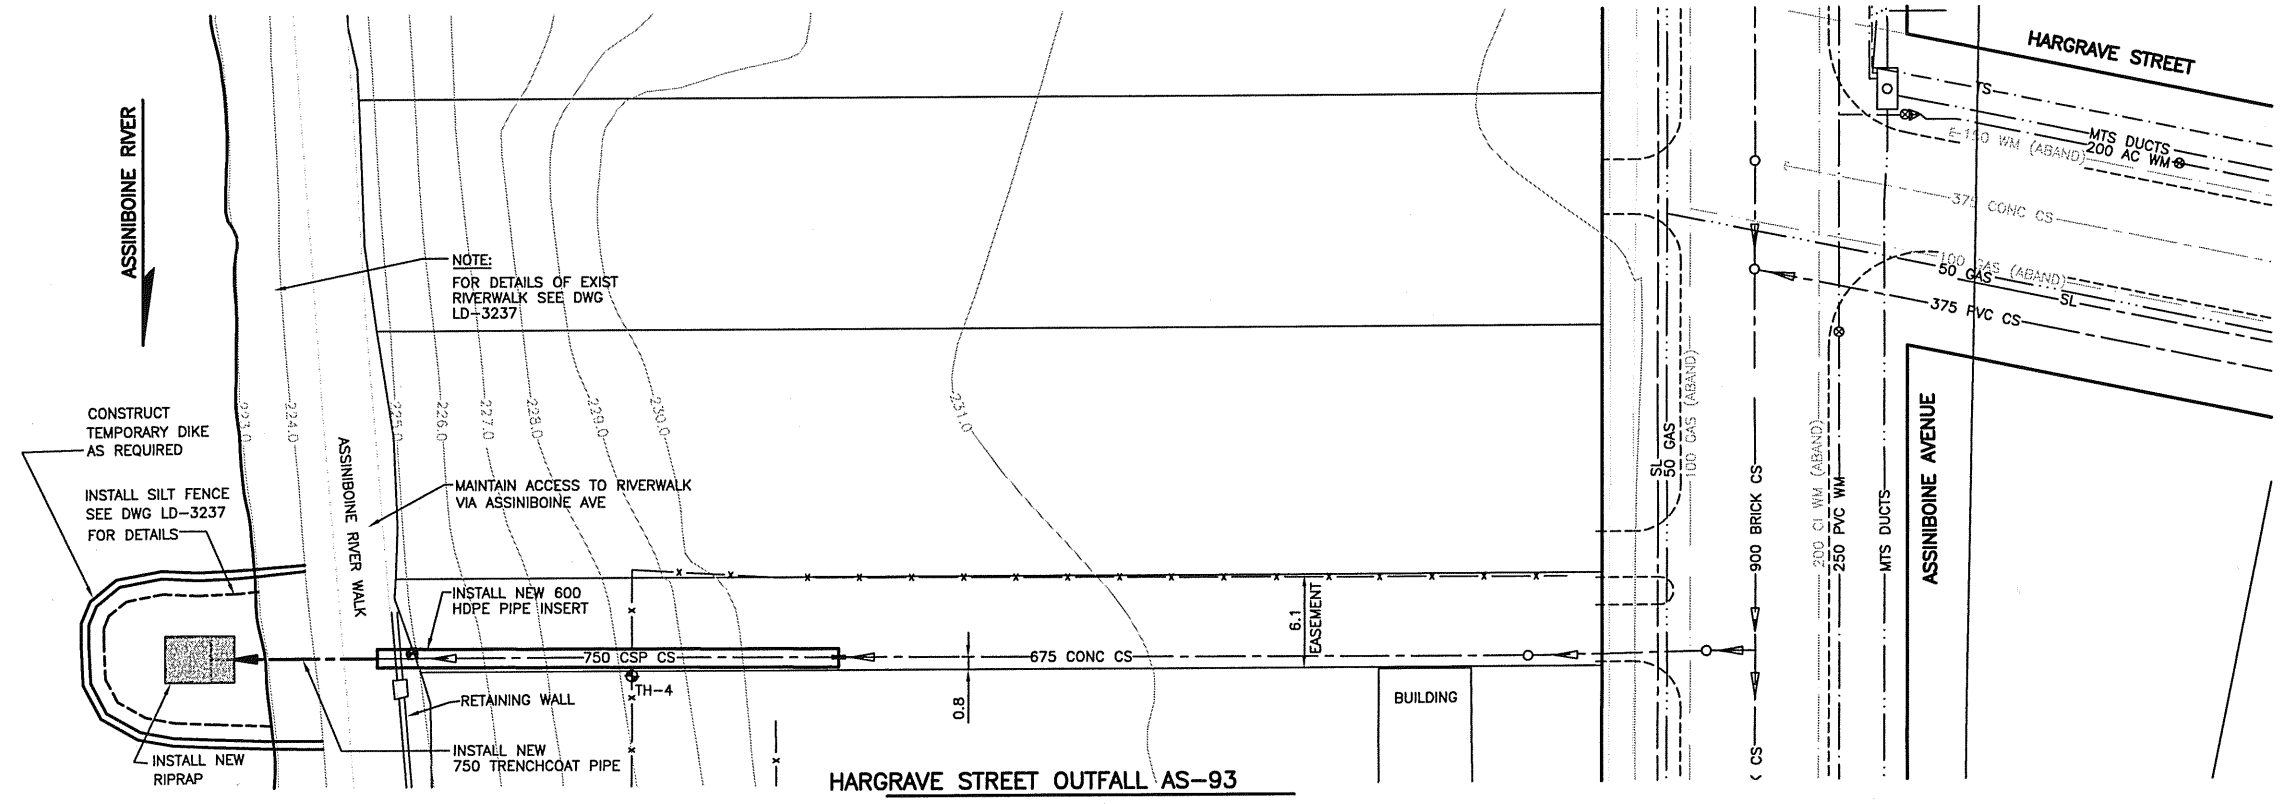 HARGRAVE STREET
TS
MTS DUCTS
200 AC WM
E-150 WM (ABAND)
375 CONC CS
100 GAS (ABAND)
50 GAS
SL
375 PVC CS
ASSINIBOINE RIVER
NOTE:
FOR DETAILS OF EXIST
RIVERWALK SEE DWG
LD-3237
CONSTRUCT
TEMPORARY DIKE
AS REQUIRED
INSTALL SILT FENCE
SEE DWG LD-3237
FOR DETAILS
223.0
224.0
225.0
226.0
227.0
228.0
229.0
230.0
231.0
ASSINIBOINE RIVER WALK
MAINTAIN ACCESS TO RIVERWALK
VIA ASSINIBOINE AVE
INSTALL NEW 600
HDPE PIPE INSERT
750 CSP CS
TH-4
RETAINING WALL
INSTALL NEW
750 TRENCHCOAT PIPE
INSTALL NEW
RIPRAP
675 CONC CS
0.8
6.1
EASEMENT
BUILDING
SL
50 GAS
100 GAS (ABAND)
900 BRICK CS
K CS
200 CI WM (ABAND)
250 PVC WM
MTS DUCTS
ASSINIBOINE AVENUE
HARGRAVE STREET OUTFALL AS-93